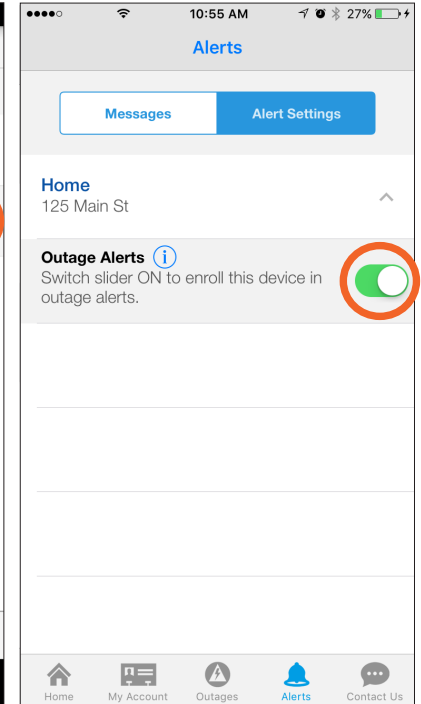 10:55 AM 27%
Alerts
Messages Alert Settings
Home
125 Main St
Outage Alerts i
Switch slider ON to enroll this device in
outage alerts.
Home My Account Outages Alerts Contact Us